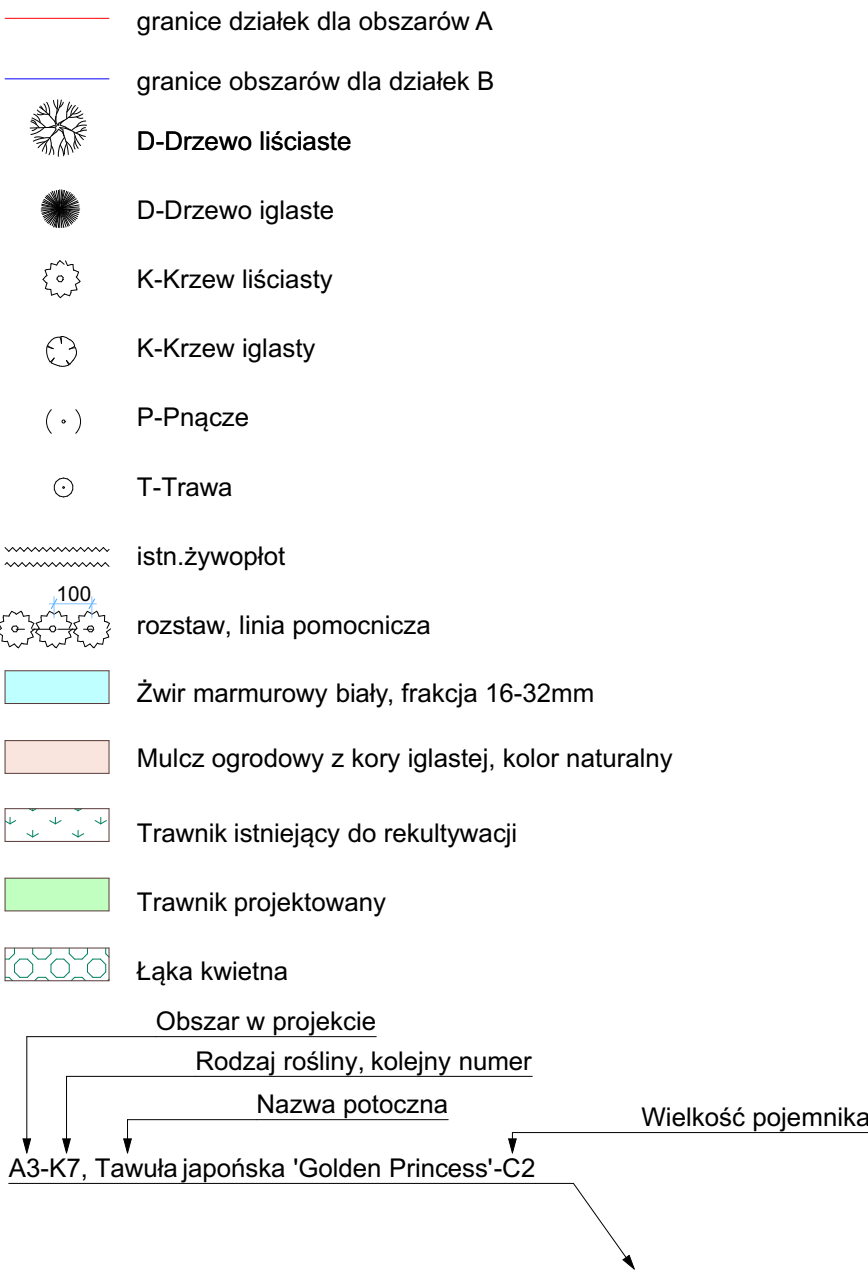 granice działek dla obszarów A
granice obszarów dla działek B
D-Drzewo liściaste
D-Drzewo iglaste
K-Krzew liściasty
K-Krzew iglasty
P-Pnącze
T-Trawa
istn.żywopłot
100
rozstaw, linia pomocnicza
Żwir marmurowy biały, frakcja 16-32mm
Mulcz ogrodowy z kory iglastej, kolor naturalny
Trawnik istniejący do rekultywacji
Trawnik projektowany
Łąka kwietna
Obszar w projekcie
Rodzaj rośliny, kolejny numer
Nazwa potoczna
Wielkość pojemnika
A3-K7, Tawuła japońska 'Golden Princess'-C2